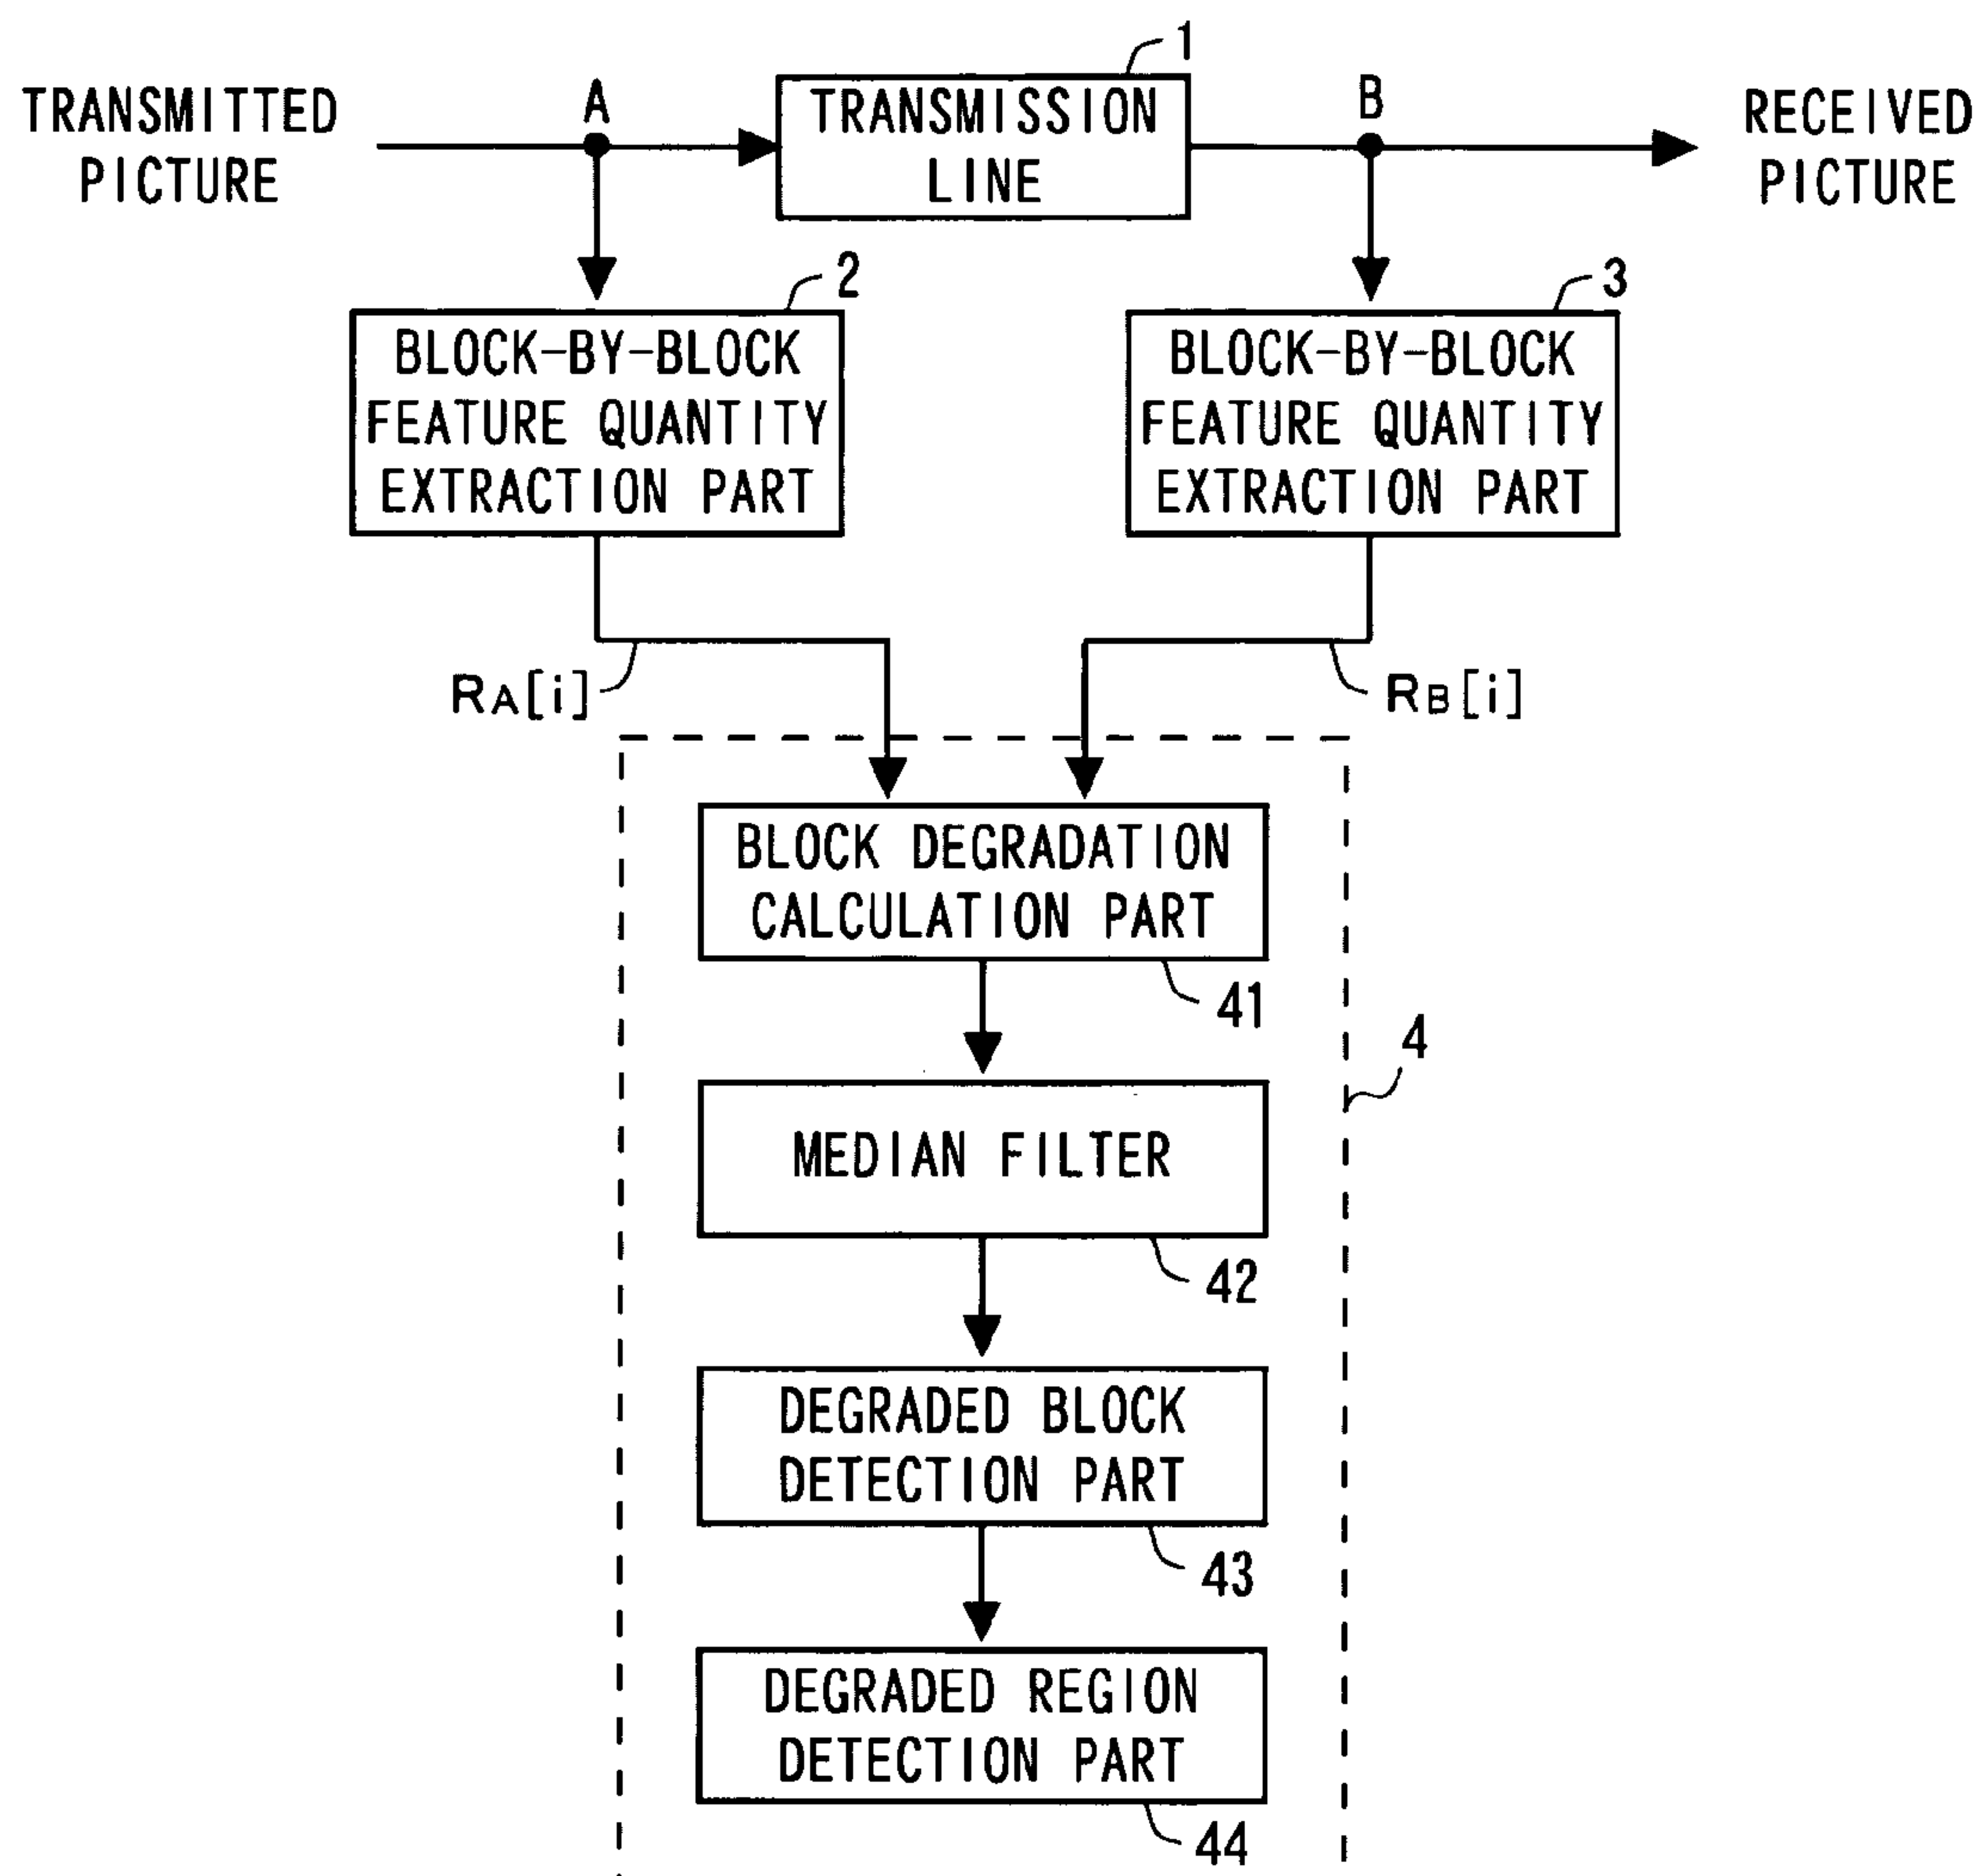 1
TRANSMITTED
PICTURE
A
TRANSMISSION
LINE
B
RECEIVED
PICTURE
2
BLOCK-BY-BLOCK
FEATURE QUANTITY
EXTRACTION PART
3
BLOCK-BY-BLOCK
FEATURE QUANTITY
EXTRACTION PART
RA[i]
RB[i]
BLOCK DEGRADATION
CALCULATION PART
41
4
MEDIAN FILTER
42
DEGRADED BLOCK
DETECTION PART
43
DEGRADED REGION
DETECTION PART
44